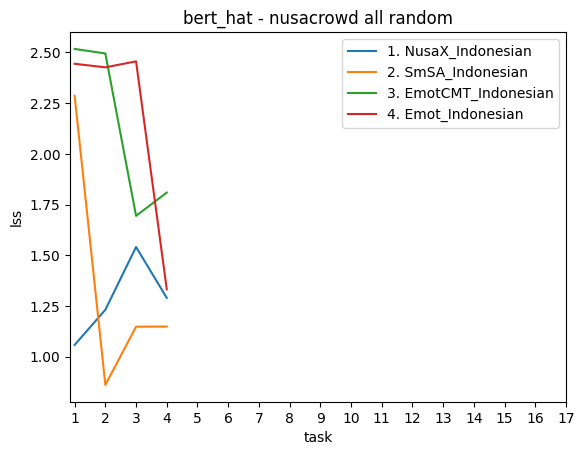 bert_hat - nusacrowd all random
1. NusaX_Indonesian
2. SmSA_Indonesian
3. EmotCMT_Indonesian
4. Emot_Indonesian
2.50
2.25
2.00
1.75
1.50
1.25
1.00
lss
1 2 3 4 5 6 7 8 9 10 11 12 13 14 15 16 17
task